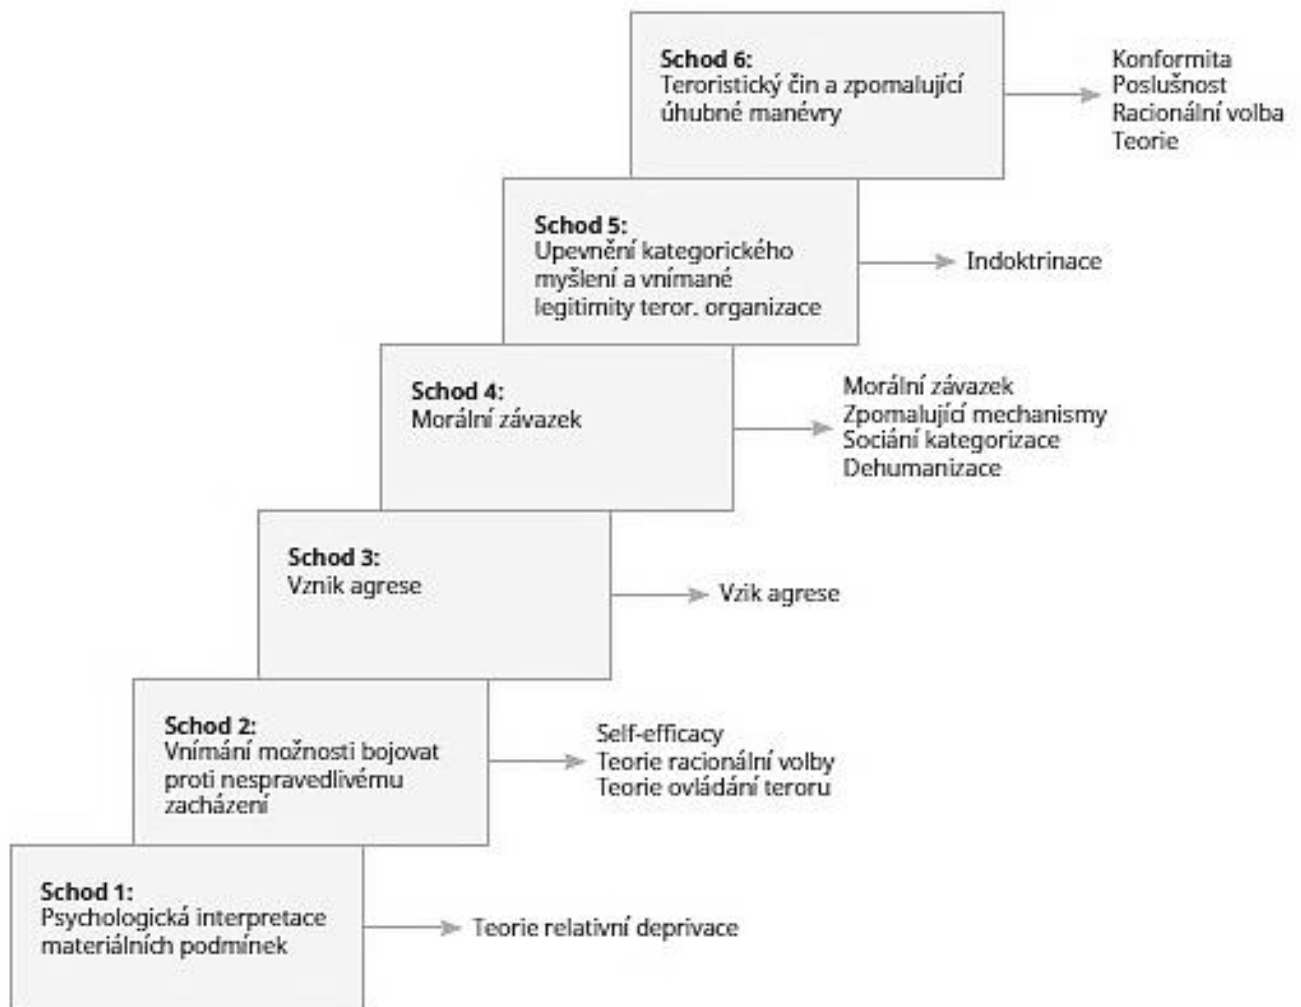 Schod 6:
Teroristický čin a zpomalující
úhubné manévry
Konformita
Poslušnost
Racionální volba
Teorie
Schod 5:
Upevnění kategorického
myšlení a vnímané
legitimity teror. organizace
Indoktrinace
Schod 4:
Morální závazek
Morální závazek
Zpomalující mechanismy
Sociání kategorizace
Dehumanizace
Schod 3:
Vznik agrese
Vzik agrese
Schod 2:
Vnímání možnosti bojovat
proti nespravedlivému
zacházení
Self-efficacy
Teorie racionální volby
Teorie ovládání teroru
Schod 1:
Psychologická interpretace
materiálních podmínek
Teorie relativní deprivace